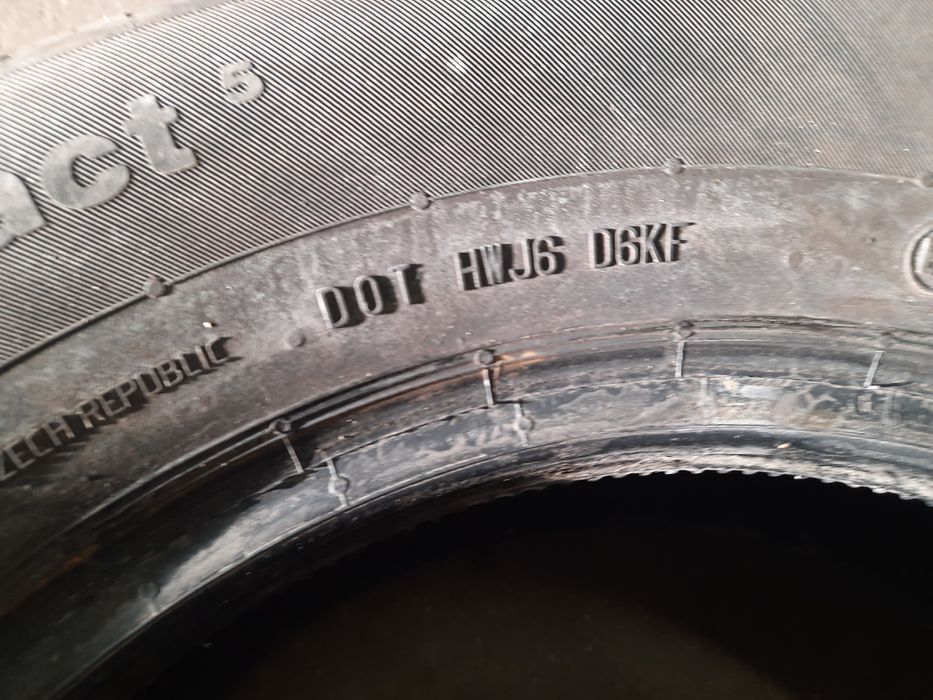 act 5
DOT HWJ6 D6KF
ZECH REPUBLIC